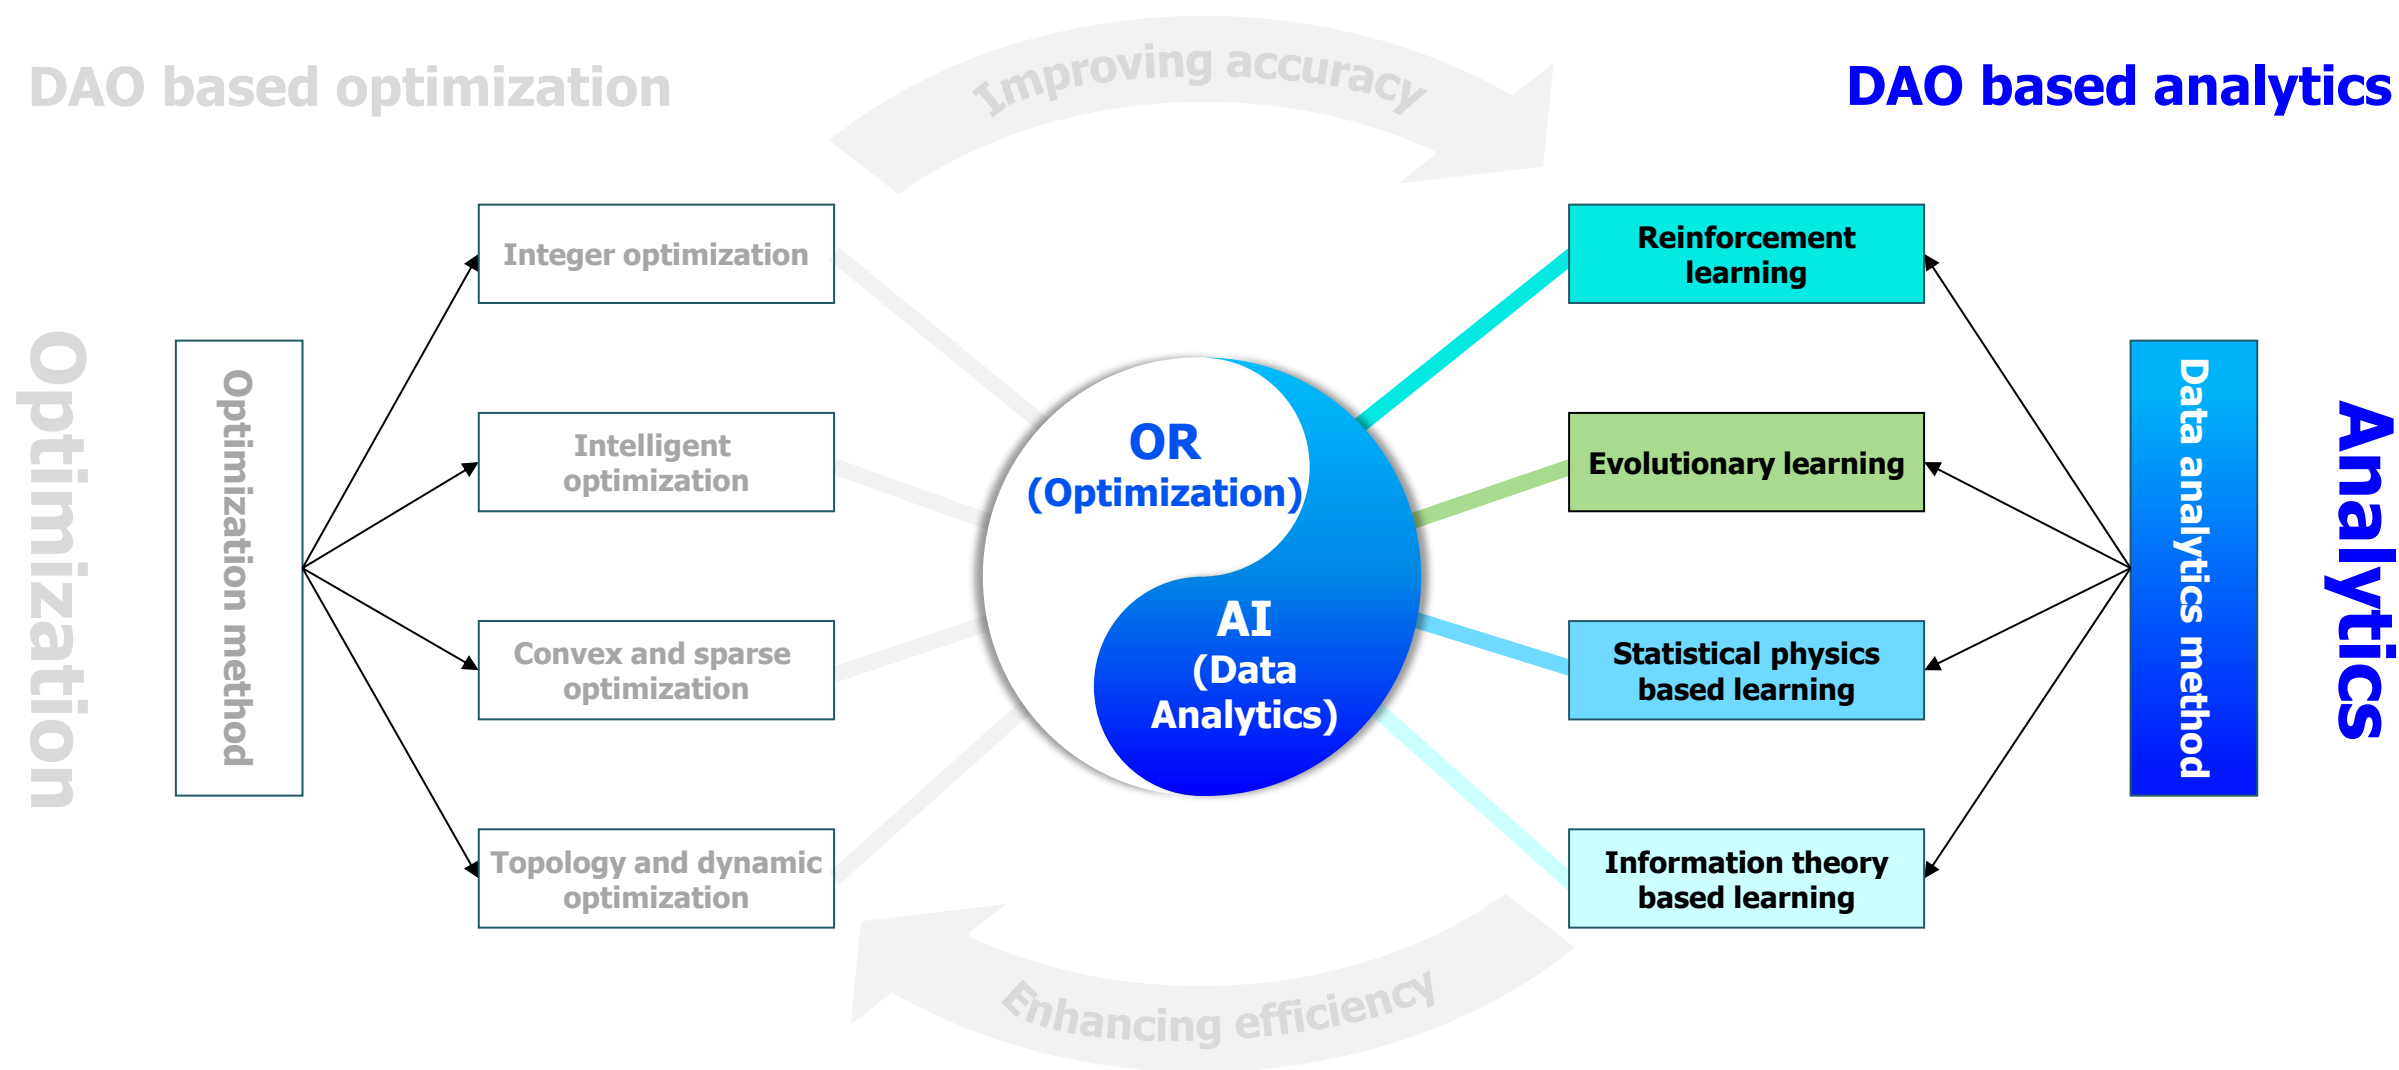 DAO based optimization
Improving accuracy
DAO based analytics
Optimization
Optimization method
Integer optimization
Intelligent
optimization
Convex and sparse
optimization
Topology and dynamic
optimization
OR
(Optimization)
AI
(Data
Analytics)
Reinforcement
learning
Evolutionary learning
Statistical physics
based learning
Information theory
based learning
Data analytics method
Analytics
Enhancing efficiency